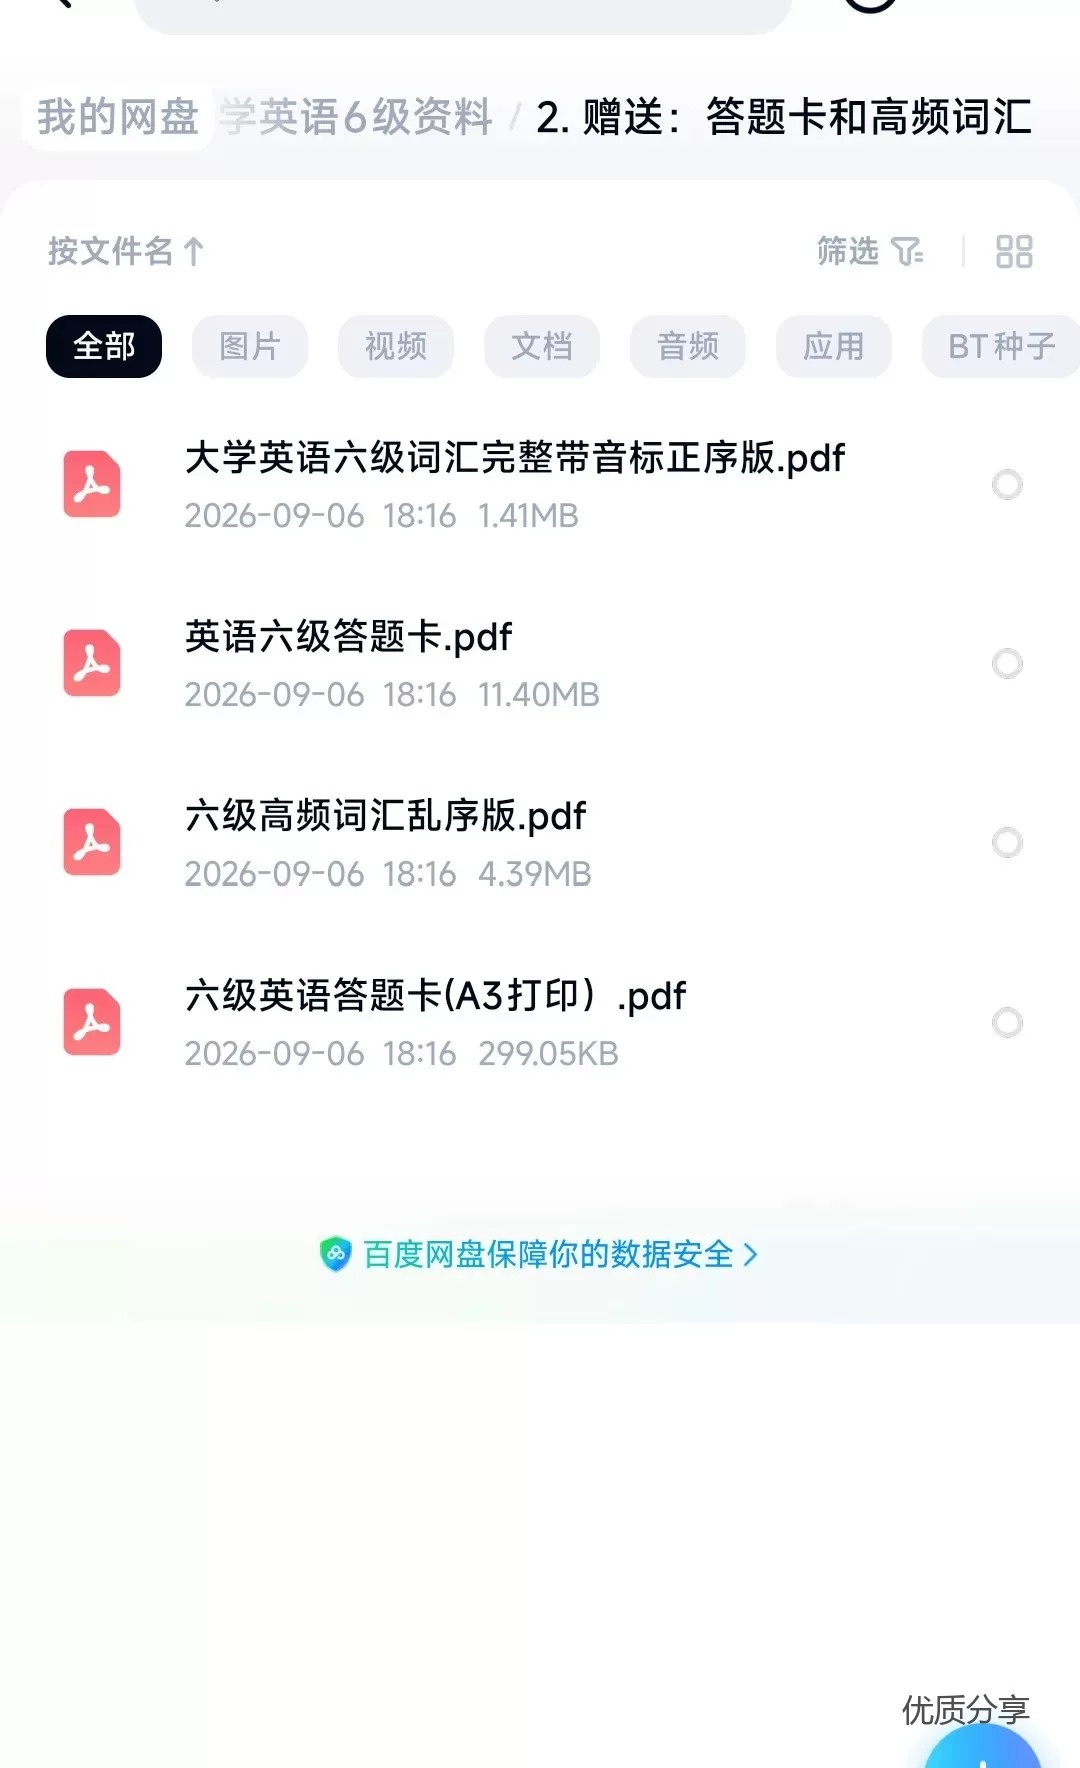 我的网盘 学英语6级资料 / 2. 赠送：答题卡和高频词汇
按文件名↑ 筛选
全部 图片 视频 文档 音频 应用 BT种子
大学英语六级词汇完整带音标正序版.pdf
2026-09-06 18:16 1.41MB
英语六级答题卡.pdf
2026-09-06 18:16 11.40MB
六级高频词汇乱序版.pdf
2026-09-06 18:16 4.39MB
六级英语答题卡(A3打印）.pdf
2026-09-06 18:16 299.05KB
百度网盘保障你的数据安全
优质分享